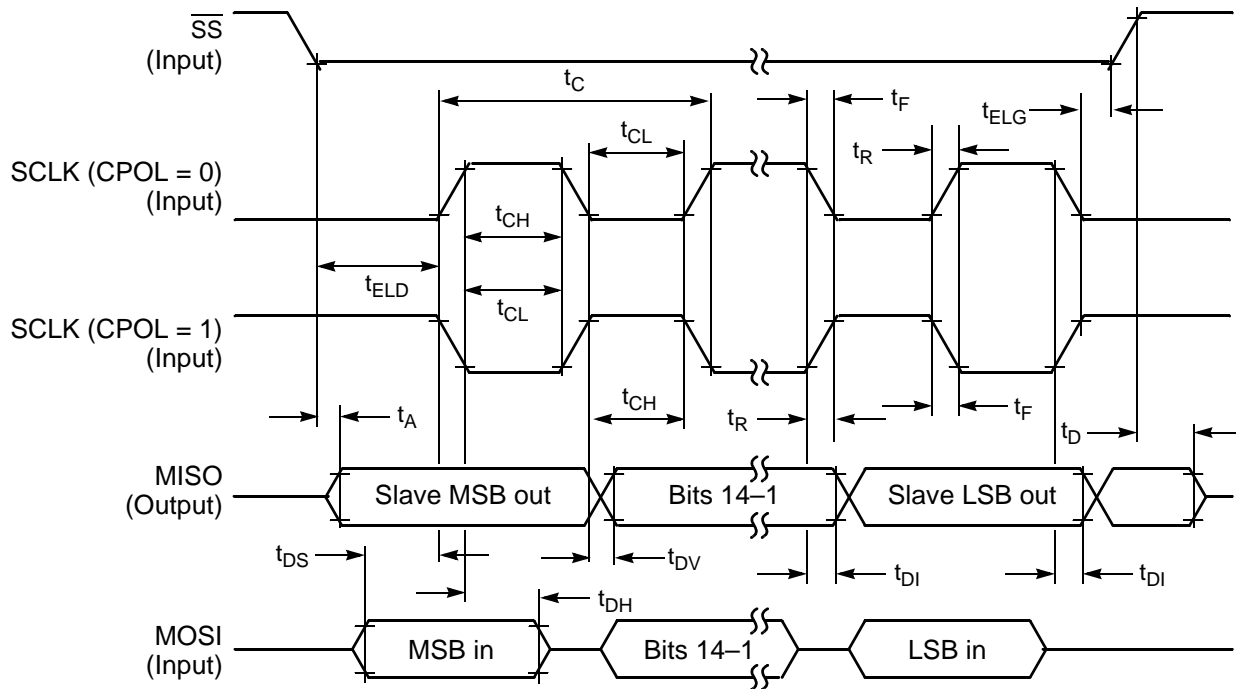 SS
(Input)
tC
tF
tELG
tCL
tR
SCLK (CPOL = 0)
(Input)
tCH
tELD
tCL
SCLK (CPOL = 1)
(Input)
tA
tCH
tR
tF
tD
MISO
(Output)
Slave MSB out
Bits 14–1
Slave LSB out
tDS
tDV
tDI
tDI
tDH
MOSI
(Input)
MSB in
Bits 14–1
LSB in